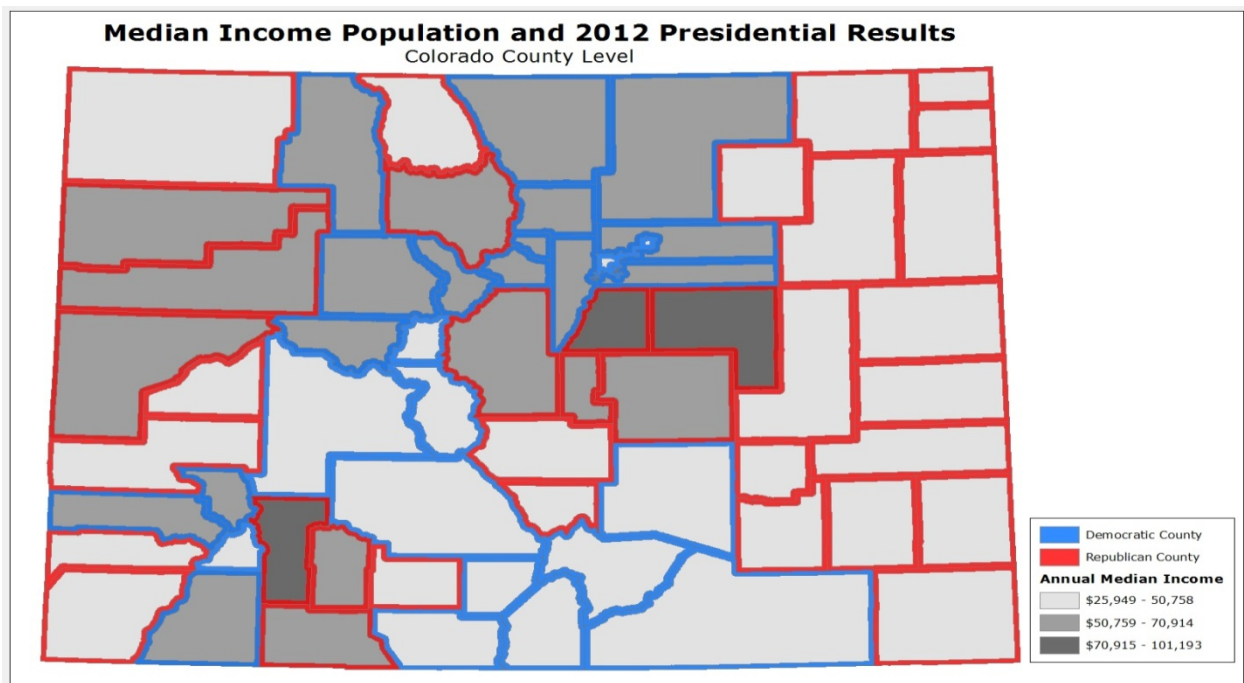 Median Income Population and 2012 Presidential Results
Colorado County Level
Democratic County
Republican County
Annual Median Income
$25,949 - 50,758
$50,759 - 70,914
$70,915 - 101,193